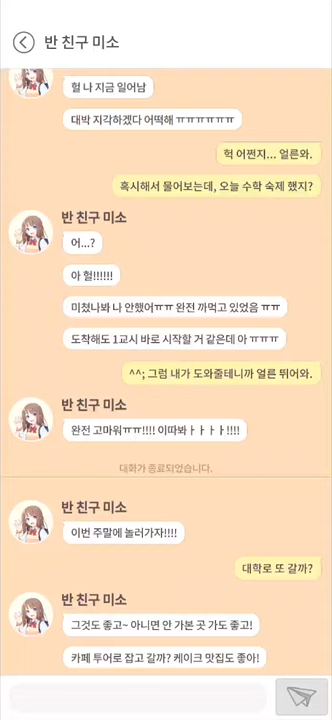 반 친구 미소
헐 나 지금 일어남
대박 지각하겠다 어떡해 ㅠㅠㅠㅠㅠㅠ
헉 어쩐지... 얼른와.
혹시해서 물어보는데, 오늘 수학 숙제 했지?
반 친구 미소
어...?
아 헐!!!!!!
미쳤나봐 나 안했어ㅠㅠ 완전 까먹고 있었음 ㅠㅠ
도착해도 1교시 바로 시작할 거 같은데 아 ㅠㅠㅠ
^^; 그럼 내가 도와줄테니까 얼른 뛰어와.
반 친구 미소
완전 고마워ㅠㅠ!!!! 이따봐ㅏㅏㅏㅏ!!!!
대화가 종료되었습니다.
반 친구 미소
이번 주말에 놀러가자!!!!
대학로 또 갈까?
반 친구 미소
그것도 좋고~ 아니면 안 가본 곳 가도 좋고!
카페 투어로 잡고 갈까? 케이크 맛집도 좋아!